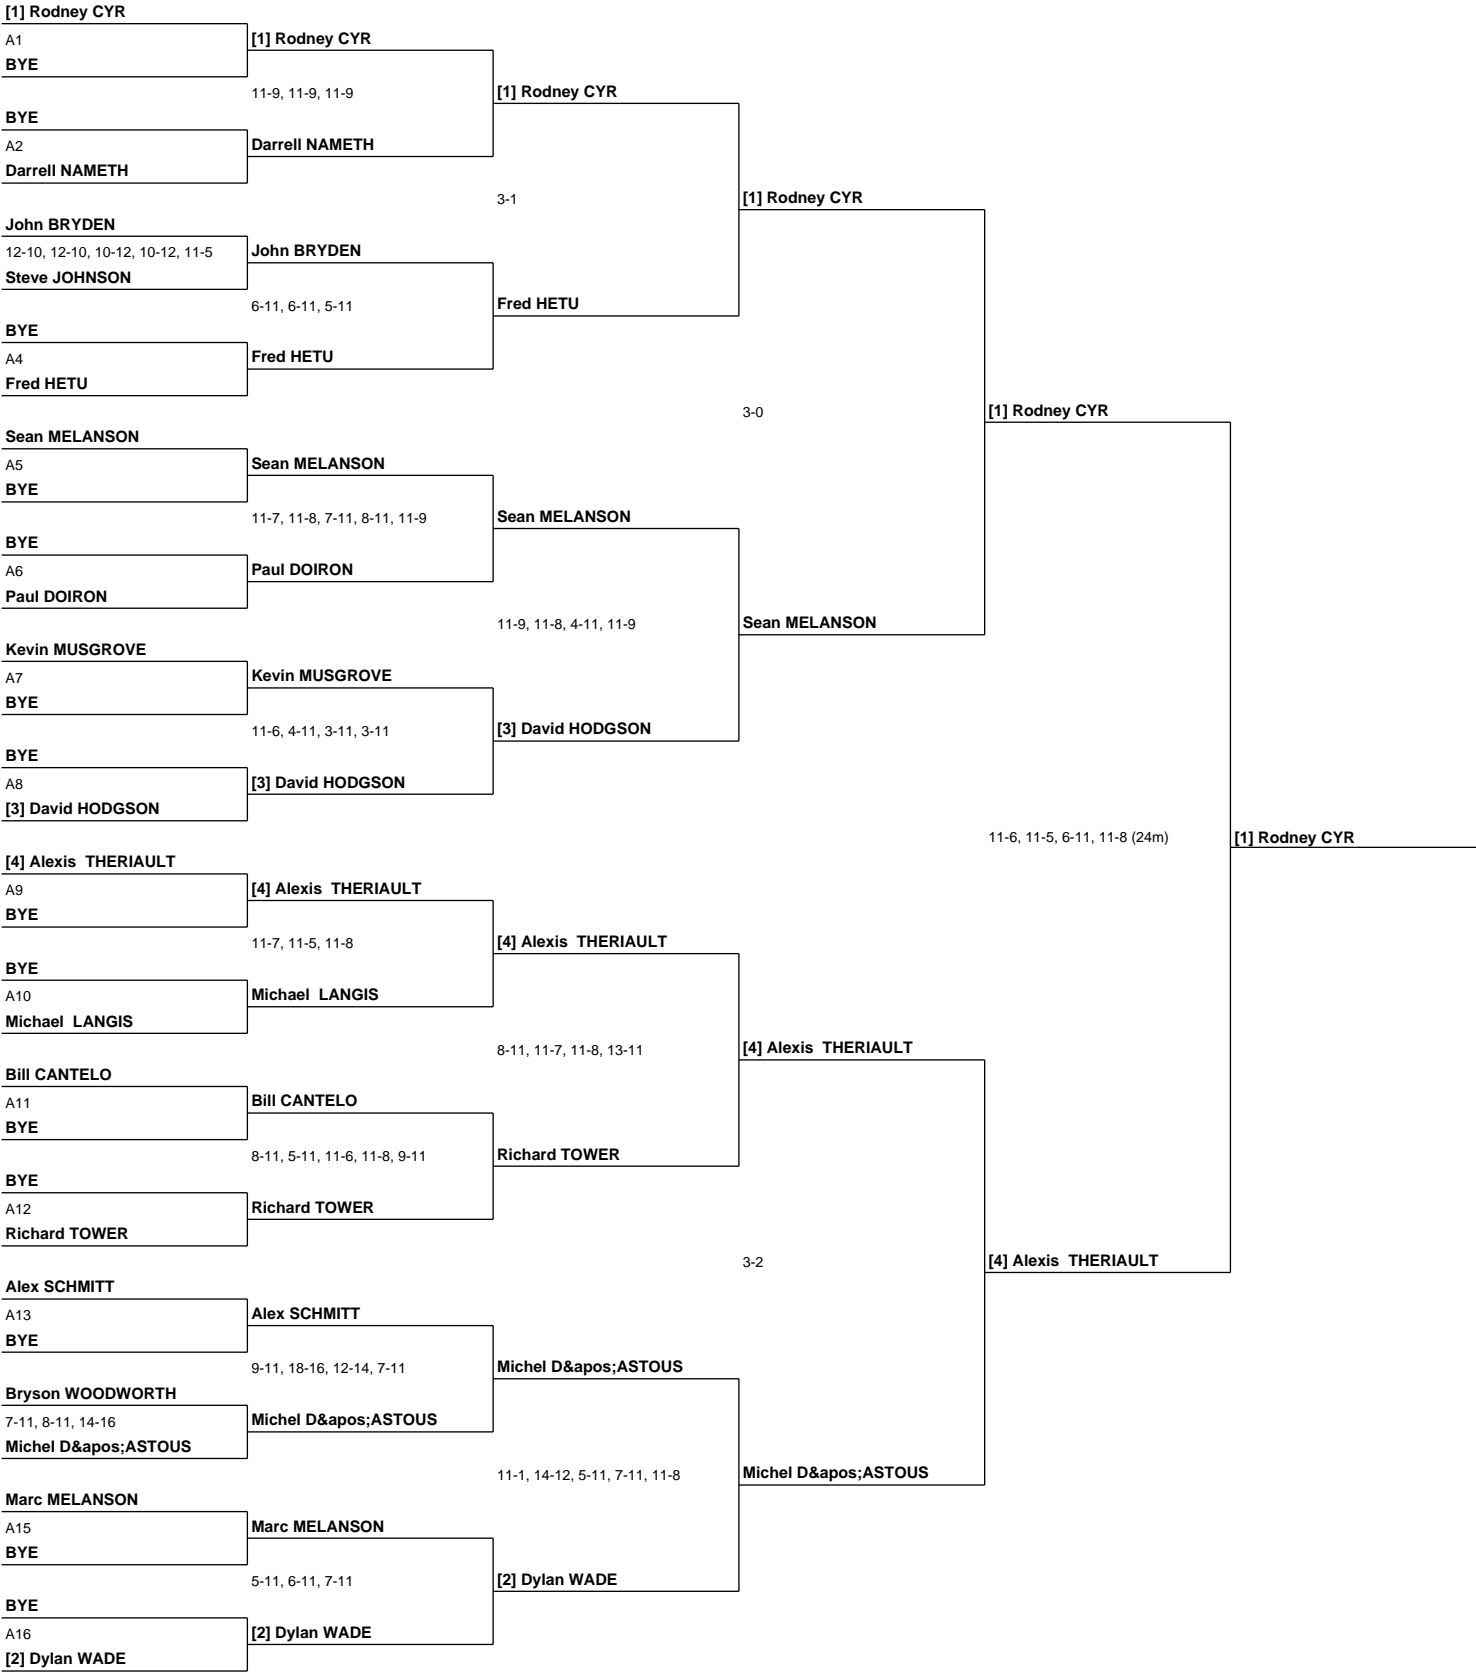 [1] Rodney CYR
A1
BYE
BYE
A2
Darrell NAMETH
John BRYDEN
12-10, 12-10, 10-12, 10-12, 11-5
Steve JOHNSON
BYE
A4
Fred HETU
Sean MELANSON
A5
BYE
BYE
A6
Paul DOIRON
Kevin MUSGROVE
A7
BYE
BYE
A8
[3] David HODGSON
[4] Alexis  THERIAULT
A9
BYE
BYE
A10
Michael  LANGIS
Bill CANTELO
A11
BYE
BYE
A12
Richard TOWER
Alex SCHMITT
A13
BYE
Bryson WOODWORTH
7-11, 8-11, 14-16
Michel D&apos;ASTOUS
Marc MELANSON
A15
BYE
BYE
A16
[2] Dylan WADE
[1] Rodney CYR
11-9, 11-9, 11-9
Darrell NAMETH
John BRYDEN
6-11, 6-11, 5-11
Fred HETU
Sean MELANSON
11-7, 11-8, 7-11, 8-11, 11-9
Paul DOIRON
Kevin MUSGROVE
11-6, 4-11, 3-11, 3-11
[3] David HODGSON
[4] Alexis  THERIAULT
11-7, 11-5, 11-8
Michael  LANGIS
Bill CANTELO
8-11, 5-11, 11-6, 11-8, 9-11
Richard TOWER
Alex SCHMITT
9-11, 18-16, 12-14, 7-11
Michel D&apos;ASTOUS
Marc MELANSON
5-11, 6-11, 7-11
[2] Dylan WADE
[1] Rodney CYR
3-1
Fred HETU
Sean MELANSON
11-9, 11-8, 4-11, 11-9
[3] David HODGSON
[4] Alexis  THERIAULT
8-11, 11-7, 11-8, 13-11
Richard TOWER
Michel D&apos;ASTOUS
11-1, 14-12, 5-11, 7-11, 11-8
[2] Dylan WADE
[1] Rodney CYR
3-0
Sean MELANSON
[4] Alexis  THERIAULT
3-2
Michel D&apos;ASTOUS
[1] Rodney CYR
11-6, 11-5, 6-11, 11-8 (24m)
[4] Alexis  THERIAULT
[1] Rodney CYR